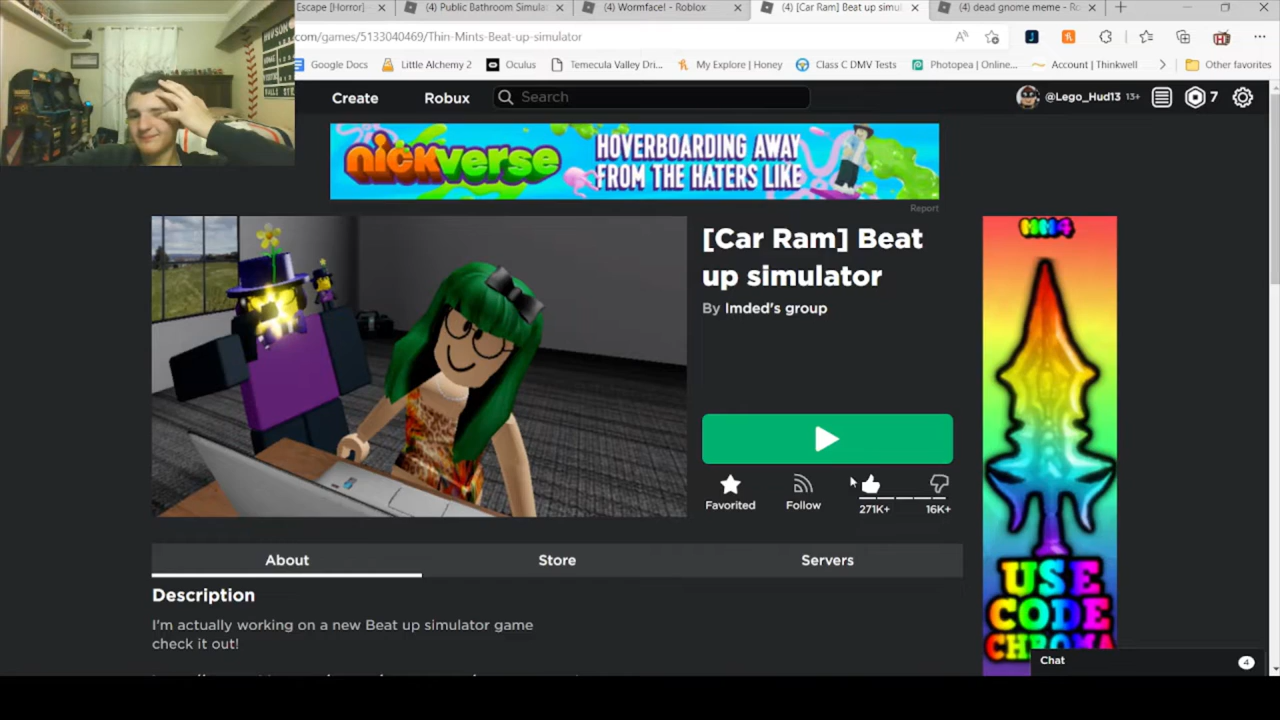 Escape [Horror]
(4) Public Bathroom Simula
(4) Wormface! - Roblox
(4) [Car Ram] Beat up simul
(4) dead gnome meme - Ro
.com/games/5133040469/Thin-Mints-Beat-up-simulator
Google Docs
Little Alchemy 2
Oculus
Temecula Valley Dri...
My Explore | Honey
Class C DMV Tests
Photopea | Online...
Account | Thinkwell
Other favorites
Create
Robux
Search
@Lego_Hud13 13+
7
nickverse
HOVERBOARDING AWAY
FROM THE HATERS LIKE
Report
MM4
[Car Ram] Beat
up simulator
By Imded's group
Favorited
Follow
271K+
16K+
About
Store
Servers
USE
CODE
CHROMA
Description
I'm actually working on a new Beat up simulator game
check it out!
Chat
4